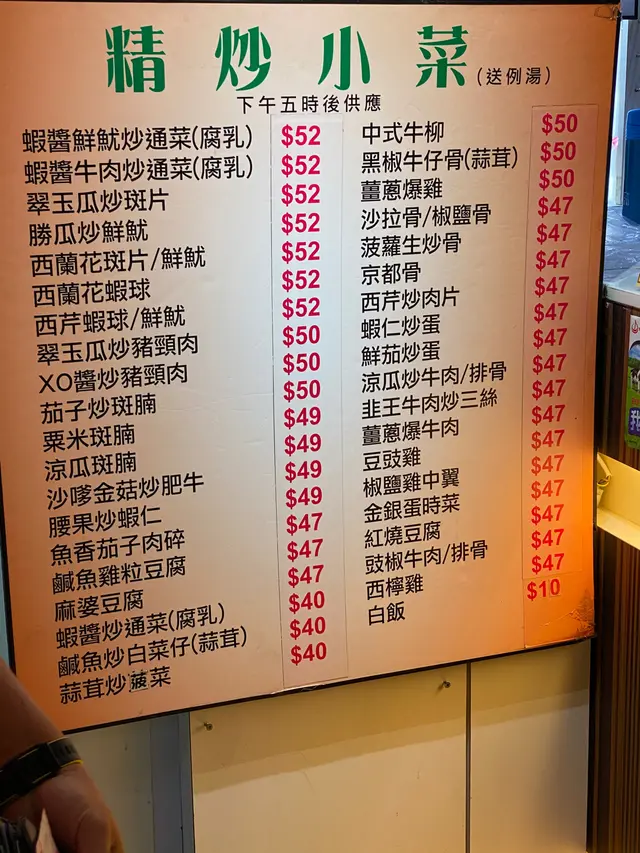 精炒小菜(送例湯)
下午五時後供應
蝦醬鮮魷炒通菜(腐乳) $52
蝦醬牛肉炒通菜(腐乳) $52
翠玉瓜炒斑片 $52
勝瓜炒鮮魷 $52
西蘭花斑片/鮮魷 $52
西蘭花蝦球 $52
西芹蝦球/鮮魷 $52
翠玉瓜炒豬頸肉 $50
XO醬炒豬頸肉 $50
茄子炒斑腩 $50
粟米斑腩 $49
涼瓜斑腩 $49
沙嗲金菇炒肥牛 $49
腰果炒蝦仁 $49
魚香茄子肉碎 $47
鹹魚雞粒豆腐 $47
麻婆豆腐 $47
蝦醬炒通菜(腐乳) $40
鹹魚炒白菜仔(蒜茸) $40
蒜茸炒菠菜 $40
中式牛柳 $50
黑椒牛仔骨(蒜茸) $50
薑蔥爆雞 $50
沙拉骨/椒鹽骨 $47
菠蘿生炒骨 $47
京都骨 $47
西芹炒肉片 $47
蝦仁炒蛋 $47
鮮茄炒蛋 $47
涼瓜炒牛肉/排骨 $47
韭王牛肉炒三絲 $47
薑蔥爆牛肉 $47
豆豉雞 $47
椒鹽雞中翼 $47
金銀蛋時菜 $47
紅燒豆腐 $47
豉椒牛肉/排骨 $47
西檸雞 $47
白飯 $10